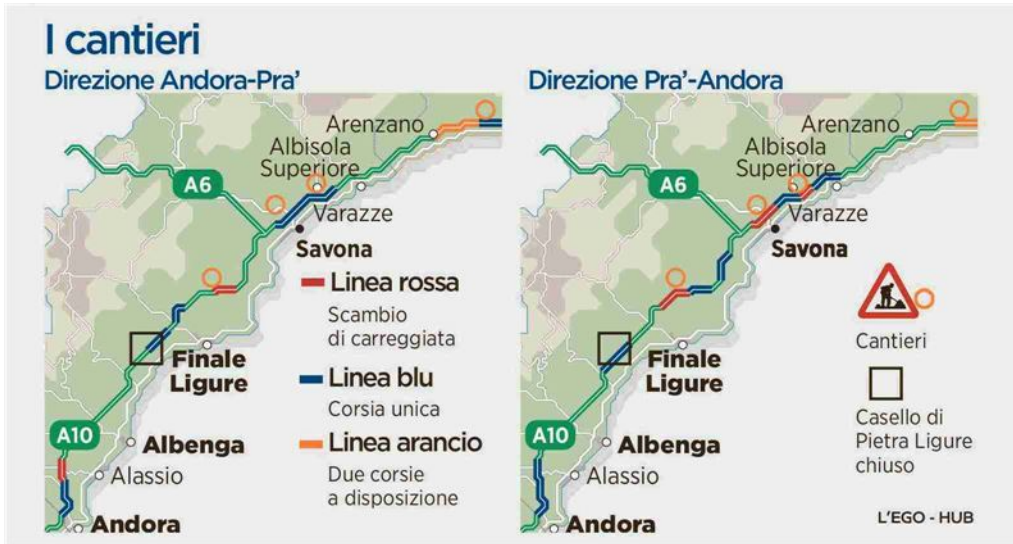 I cantieri
Direzione Andora-Pra'
Arenzano
Albisola
Superiore
A6
Varazze
Savona
Linea rossa
Scambio
di carreggiata
Finale
Ligure
Linea blu
Corsia unica
A10
Linea arancio
Albenga
Due corsie
a disposizione
Alassio
Andora
Direzione Pra'-Andora
Arenzano
Albisola
Superiore
A6
Varazze
Savona
Cantieri
Finale
Ligure
Casello di
Pietra Ligure
chiuso
A10
Albenga
Alassio
Andora
L'EGO - HUB